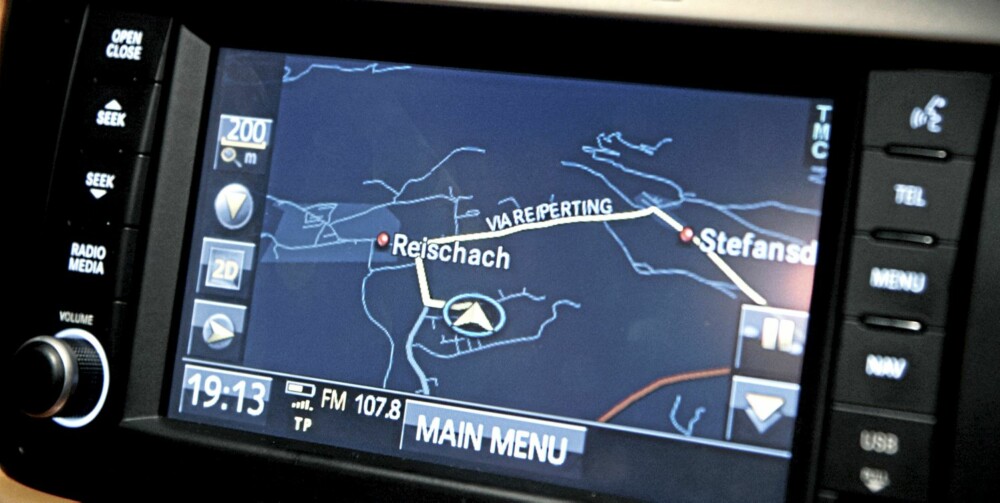 OPEN
CLOSE
SEEK
SEEK
RADIO
MEDIA
VOLUME
200
m
2D
VIA REIPERTING
Reischach
Stefansd
TMC
19:13
FM 107.8
TP
MAIN MENU
TEL
MENU
NAV
USB